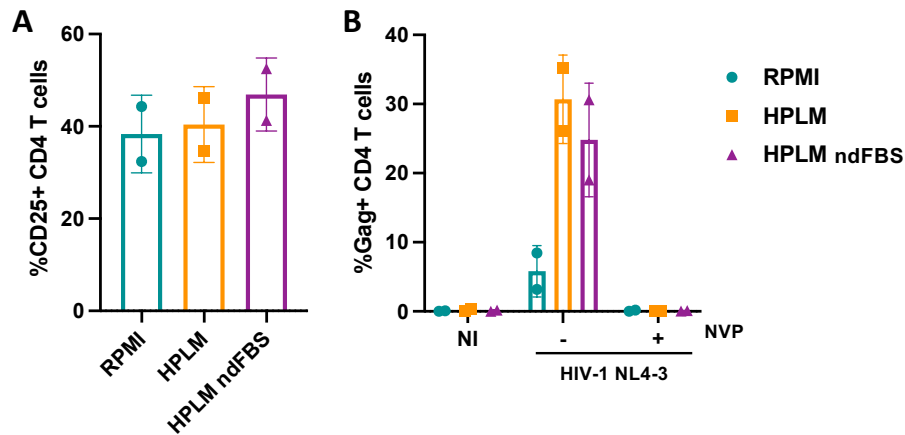 A
%CD25+ CD4 T cells
60
40
20
0
RPMI
HPLM
HPLM ndFBS
B
%Gag+ CD4 T cells
40
30
20
10
0
NI
-
+
NVP
HIV-1 NL4-3
RPMI
HPLM
HPLM ndFBS